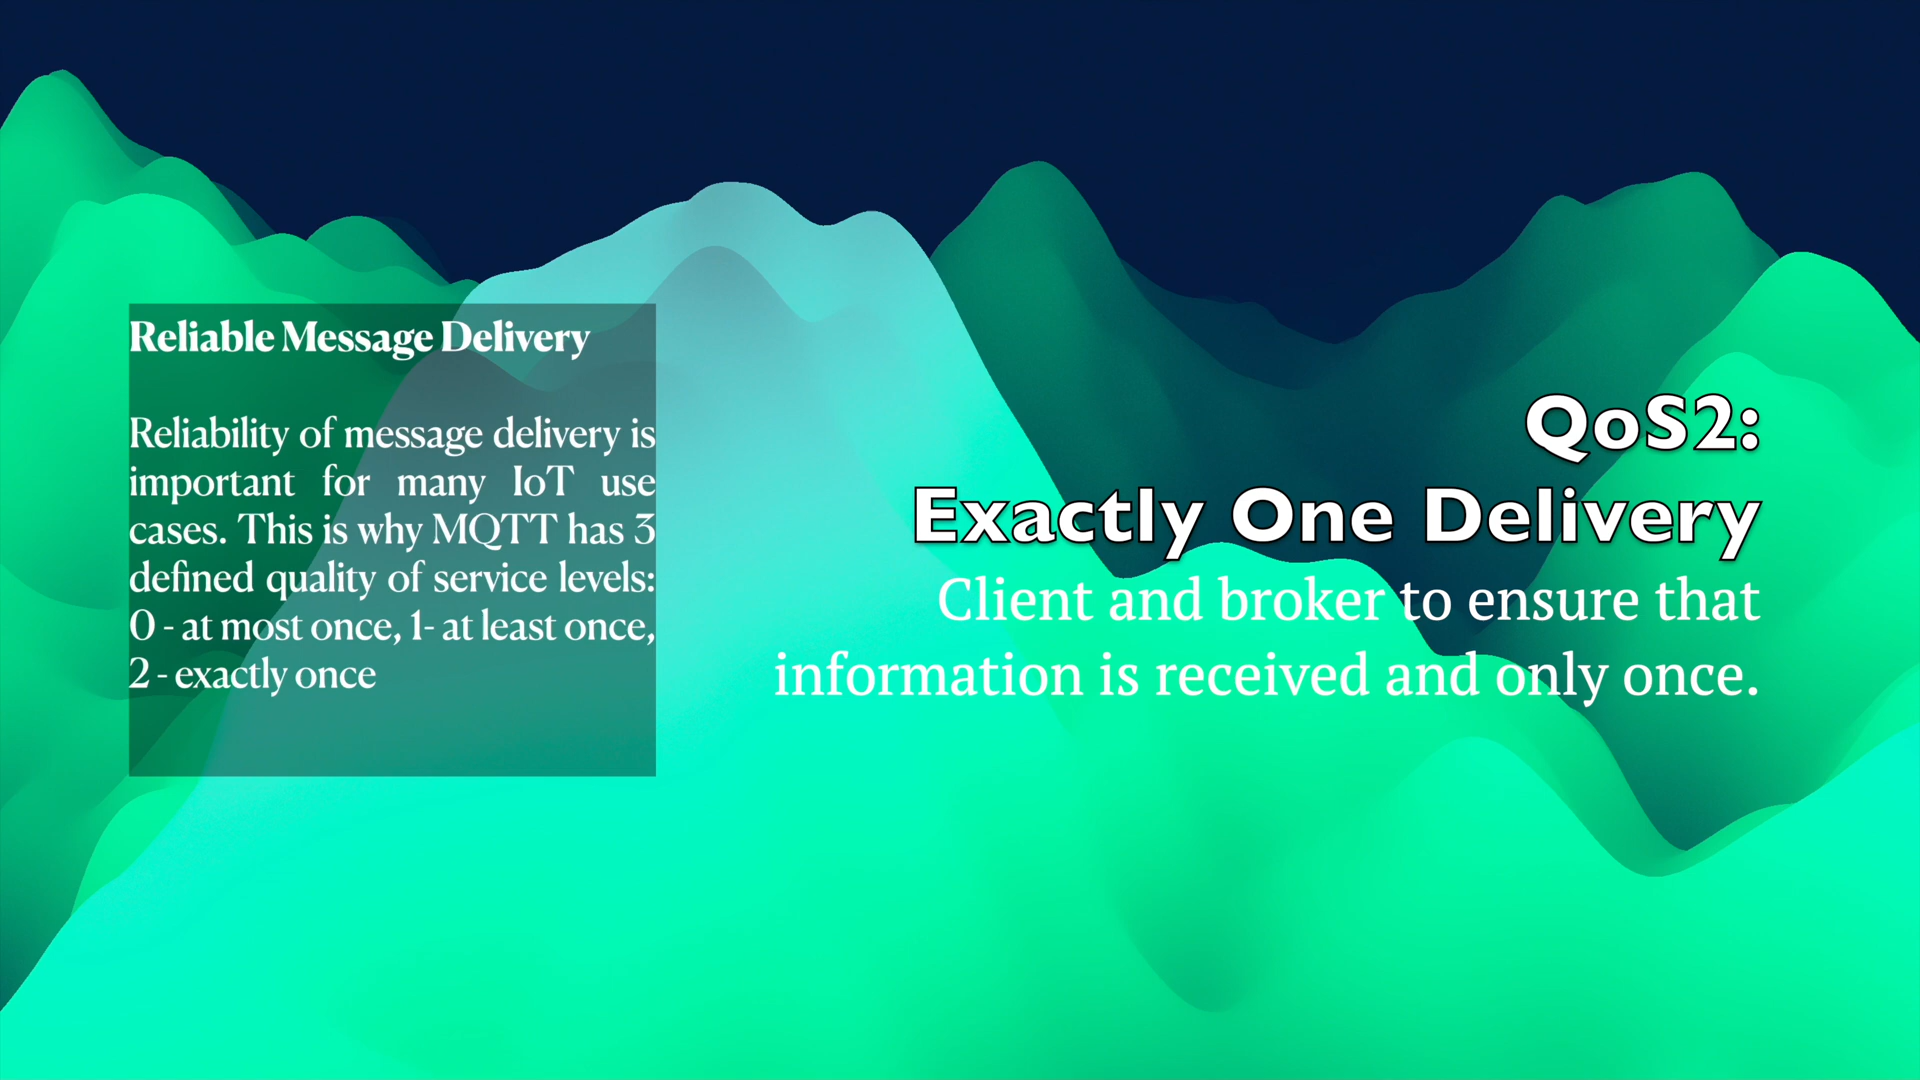 Reliable Message Delivery
Reliability of message delivery is
important for many IoT use
cases. This is why MQTT has 3
defined quality of service levels:
0 - at most once, 1- at least once,
2 - exactly once
QoS2:
Exactly One Delivery
Client and broker to ensure that
information is received and only once.